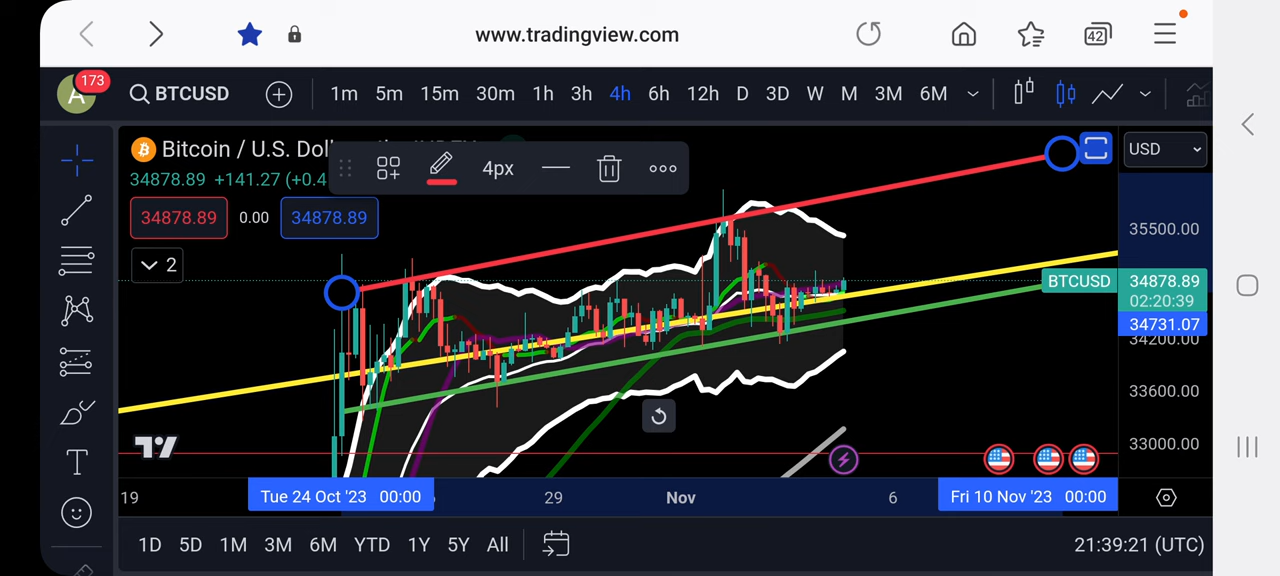 www.tradingview.com
42
A 173 BTCUSD 1m 5m 15m 30m 1h 3h 4h 6h 12h D 3D W M 3M 6M
Bitcoin / U.S. Dol
USD
4px
34878.89 +141.27 (+0.4
34878.89 0.00 34878.89
35500.00
2
BTCUSD 34878.89
02:20:39
34731.07
34200.00
33600.00
33000.00
T
19 Tue 24 Oct '23 00:00 29 Nov 6 Fri 10 Nov '23 00:00
1D 5D 1M 3M 6M YTD 1Y 5Y All 21:39:21 (UTC)